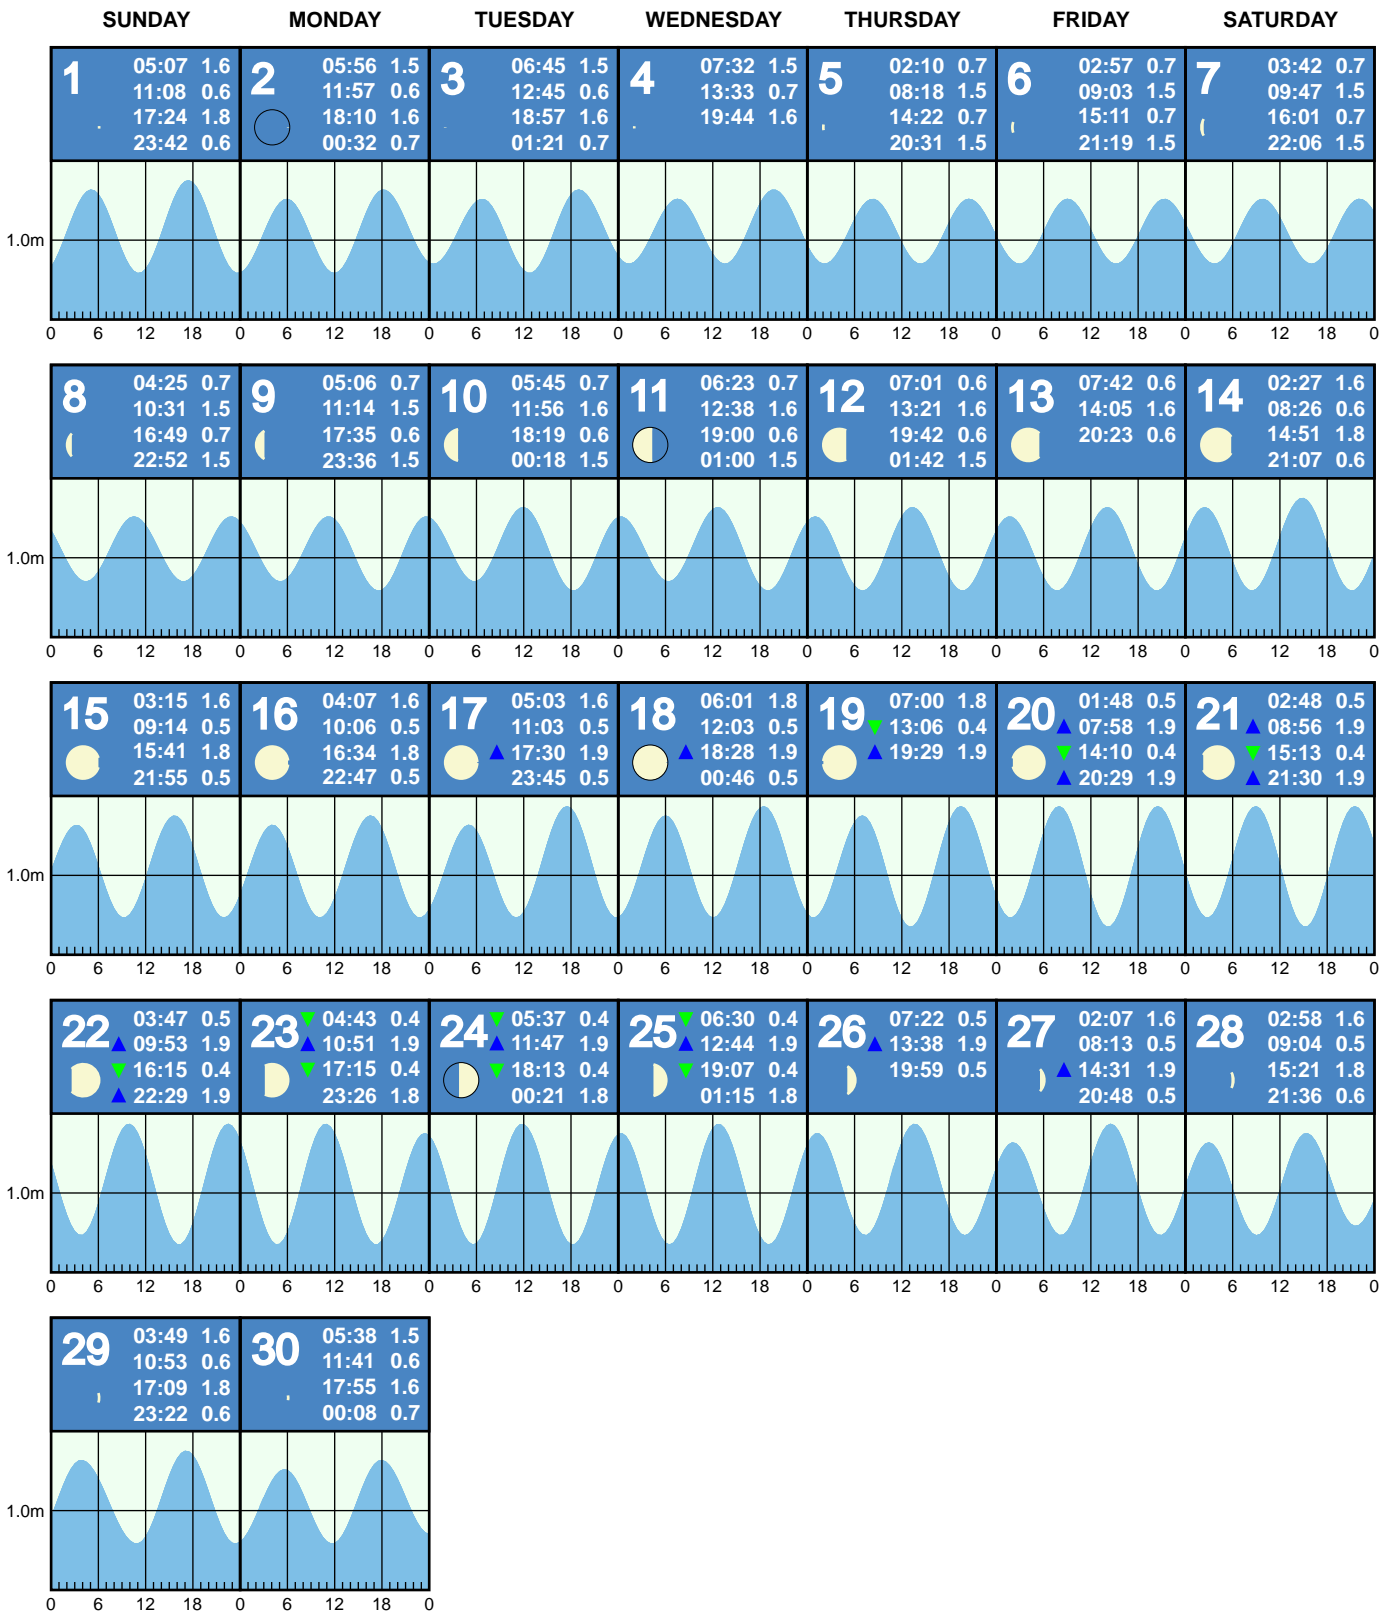 SUNDAY MONDAY TUESDAY WEDNESDAY THURSDAY FRIDAY SATURDAY
1 05:07 1.6
11:08 0.6
17:24 1.8
23:42 0.6
2 05:56 1.5
11:57 0.6
18:10 1.6
00:32 0.7
3 06:45 1.5
12:45 0.6
18:57 1.6
01:21 0.7
4 07:32 1.5
13:33 0.7
19:44 1.6
5 02:10 0.7
08:18 1.5
14:22 0.7
20:31 1.5
6 02:57 0.7
09:03 1.5
15:11 0.7
21:19 1.5
7 03:42 0.7
09:47 1.5
16:01 0.7
22:06 1.5
1.0m
0 6 12 18 0 6 12 18 0 6 12 18 0 6 12 18 0 6 12 18 0 6 12 18 0 6 12 18 0
8 04:25 0.7
10:31 1.5
16:49 0.7
22:52 1.5
9 05:06 0.7
11:14 1.5
17:35 0.6
23:36 1.5
10 05:45 0.7
11:56 1.6
18:19 0.6
00:18 1.5
11 06:23 0.7
12:38 1.6
19:00 0.6
01:00 1.5
12 07:01 0.6
13:21 1.6
19:42 0.6
01:42 1.5
13 07:42 0.6
14:05 1.6
20:23 0.6
14 02:27 1.6
08:26 0.6
14:51 1.8
21:07 0.6
1.0m
0 6 12 18 0 6 12 18 0 6 12 18 0 6 12 18 0 6 12 18 0 6 12 18 0 6 12 18 0
15 03:15 1.6
09:14 0.5
15:41 1.8
21:55 0.5
16 04:07 1.6
10:06 0.5
16:34 1.8
22:47 0.5
17 05:03 1.6
11:03 0.5
17:30 1.9
23:45 0.5
18 06:01 1.8
12:03 0.5
18:28 1.9
00:46 0.5
19 07:00 1.8
13:06 0.4
19:29 1.9
20 01:48 0.5
07:58 1.9
14:10 0.4
20:29 1.9
21 02:48 0.5
08:56 1.9
15:13 0.4
21:30 1.9
1.0m
0 6 12 18 0 6 12 18 0 6 12 18 0 6 12 18 0 6 12 18 0 6 12 18 0 6 12 18 0
22 03:47 0.5
09:53 1.9
16:15 0.4
22:29 1.9
23 04:43 0.4
10:51 1.9
17:15 0.4
23:26 1.8
24 05:37 0.4
11:47 1.9
18:13 0.4
00:21 1.8
25 06:30 0.4
12:44 1.9
19:07 0.4
01:15 1.8
26 07:22 0.5
13:38 1.9
19:59 0.5
27 02:07 1.6
08:13 0.5
14:31 1.9
20:48 0.5
28 02:58 1.6
09:04 0.5
15:21 1.8
21:36 0.6
1.0m
0 6 12 18 0 6 12 18 0 6 12 18 0 6 12 18 0 6 12 18 0 6 12 18 0 6 12 18 0
29 03:49 1.6
10:53 0.6
17:09 1.8
23:22 0.6
30 05:38 1.5
11:41 0.6
17:55 1.6
00:08 0.7
1.0m
0 6 12 18 0 6 12 18 0